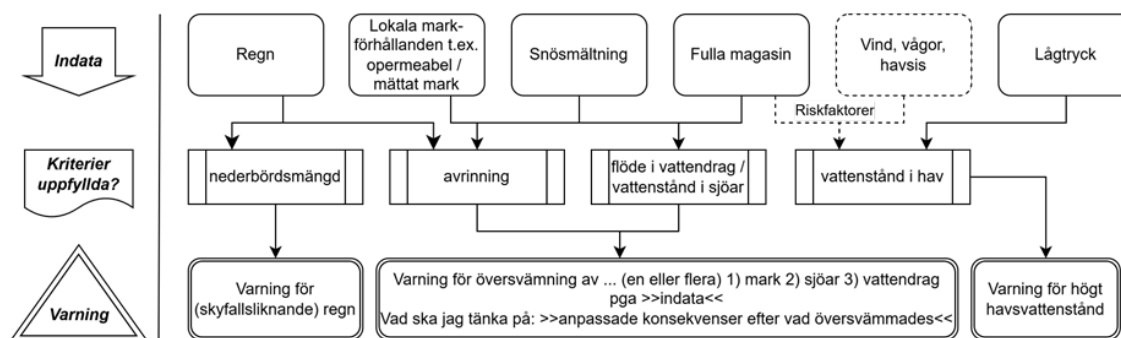 Indata
Regn
Lokala mark-
förhållanden t.ex.
opermeabel /
mättat mark
Snösmältning
Fulla magasin
Vind, vågor,
havsis
Lågtryck
Riskfaktorer
Kriterier
uppfyllda?
nederbördsmängd
avrinning
flöde i vattendrag /
vattenstånd i sjöar
vattenstånd i hav
Varning
Varning för
(skyfallsliknande) regn
Varning för översvämning av ... (en eller flera) 1) mark 2) sjöar 3) vattendrag
pga >>indata<<
Vad ska jag tänka på: >>anpassade konsekvenser efter vad översvämmades<<
Varning för högt
havsvattenstånd